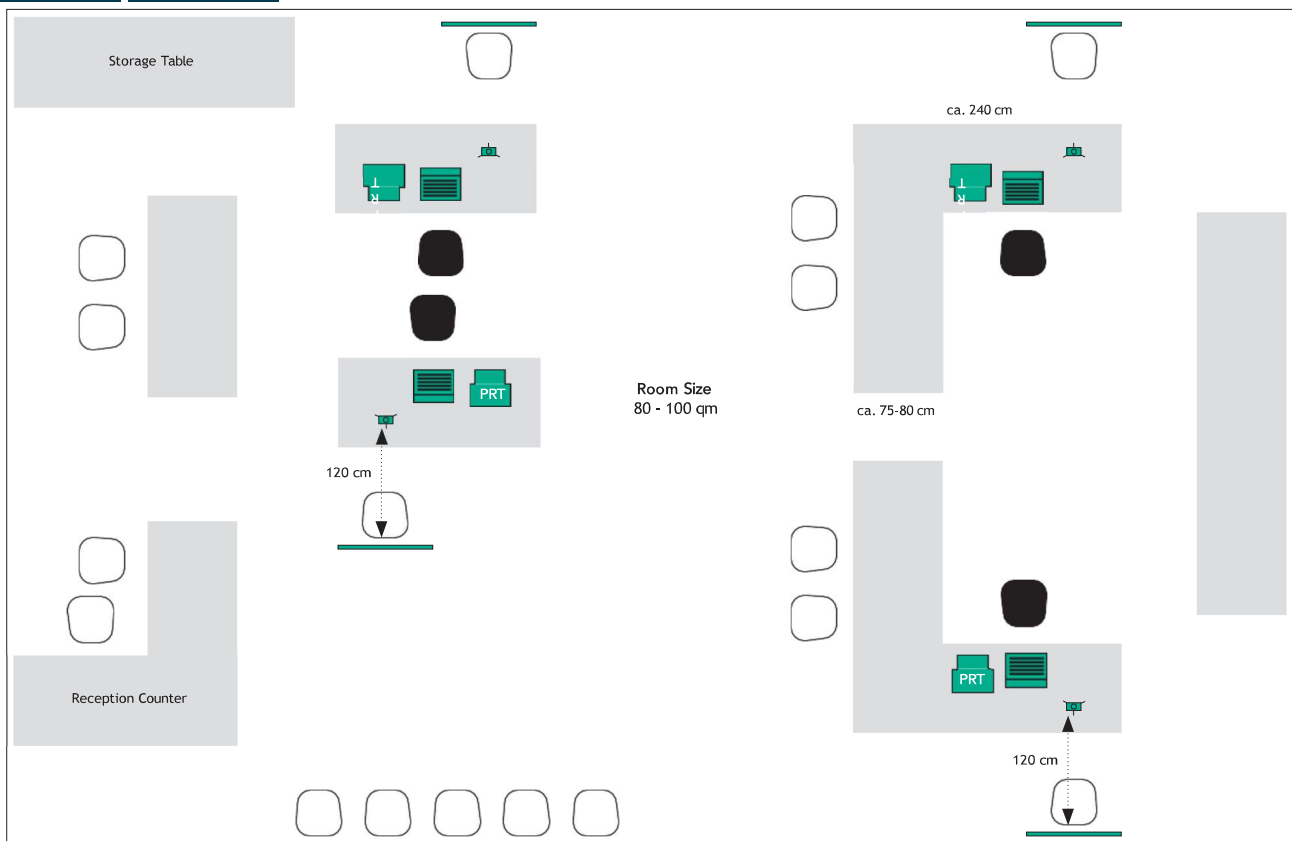 Storage Table
ca. 240 cm
PRT
Room Size
80 - 100 qm
ca. 75-80 cm
120 cm
Reception Counter
PRT
120 cm